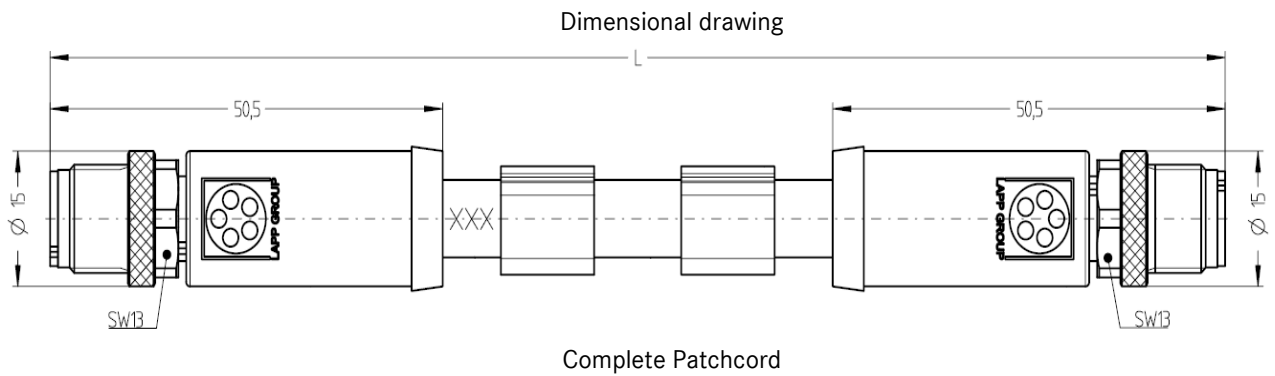 Dimensional drawing
L
50,5
50,5
Ø 15
LAPP GROUP
XXX
LAPP GROUP
Ø 15
SW13
SW13
Complete Patchcord